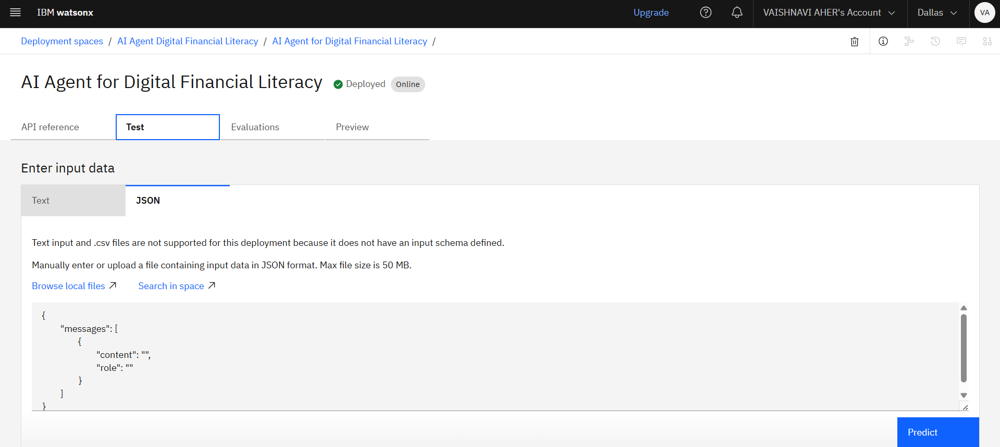 IBM watsonx
Upgrade
VAISHNAVI AHER's Account
Dallas
VA
Deployment spaces / AI Agent Digital Financial Literacy / AI Agent for Digital Financial Literacy /
AI Agent for Digital Financial Literacy
Deployed
Online
API reference
Test
Evaluations
Preview
Enter input data
Text
JSON
Text input and .csv files are not supported for this deployment because it does not have an input schema defined.
Manually enter or upload a file containing input data in JSON format. Max file size is 50 MB.
Browse local files
Search in space
{
"messages": [
{
"content": "",
"role": ""
}
]
}
Predict